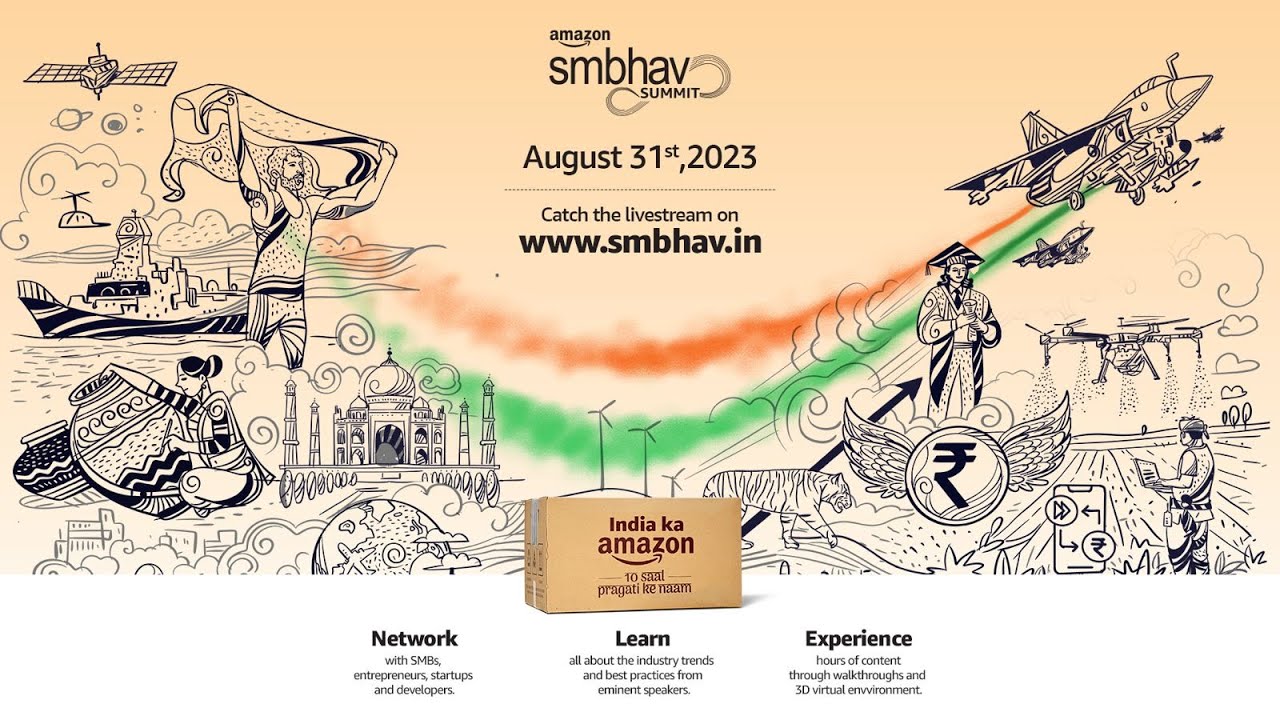 amazon
smbhav
SUMMIT
August 31st,2023
Catch the livestream on
www.smbhav.in
₹
₹
India ka
amazon
10 saal
pragati ke naam
Network
with SMBs,
entrepreneurs, startups
and developers.
Learn
all about the industry trends
and best practices from
eminent speakers.
Experience
hours of content
through walkthroughs and
3D virtual envvironment.